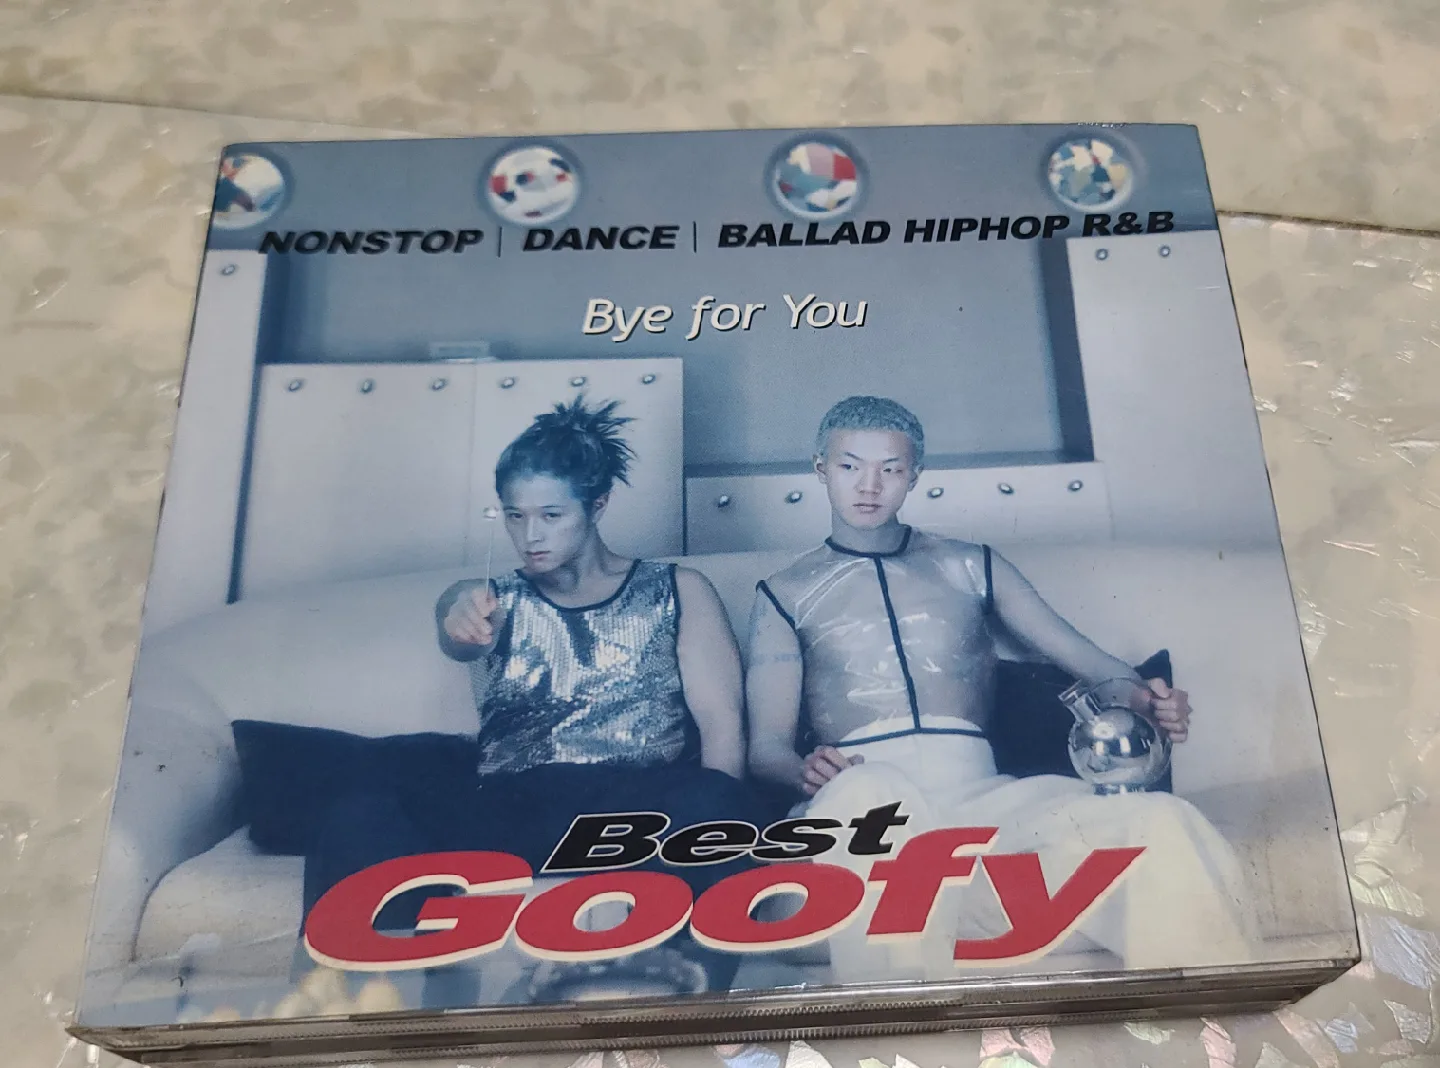 NONSTOP | DANCE | BALLAD HIPHOP R&B
Bye for You
Best
Goofy